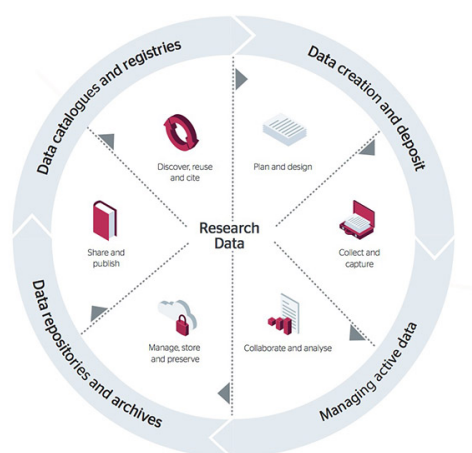 Data catalogues and registries
Data creation and deposit
Discover, reuse
and cite
Plan and design
Research
Data
Share and
publish
Collect and
capture
Manage, store
and preserve
Collaborate and analyse
Data repositories and archives
Managing active data